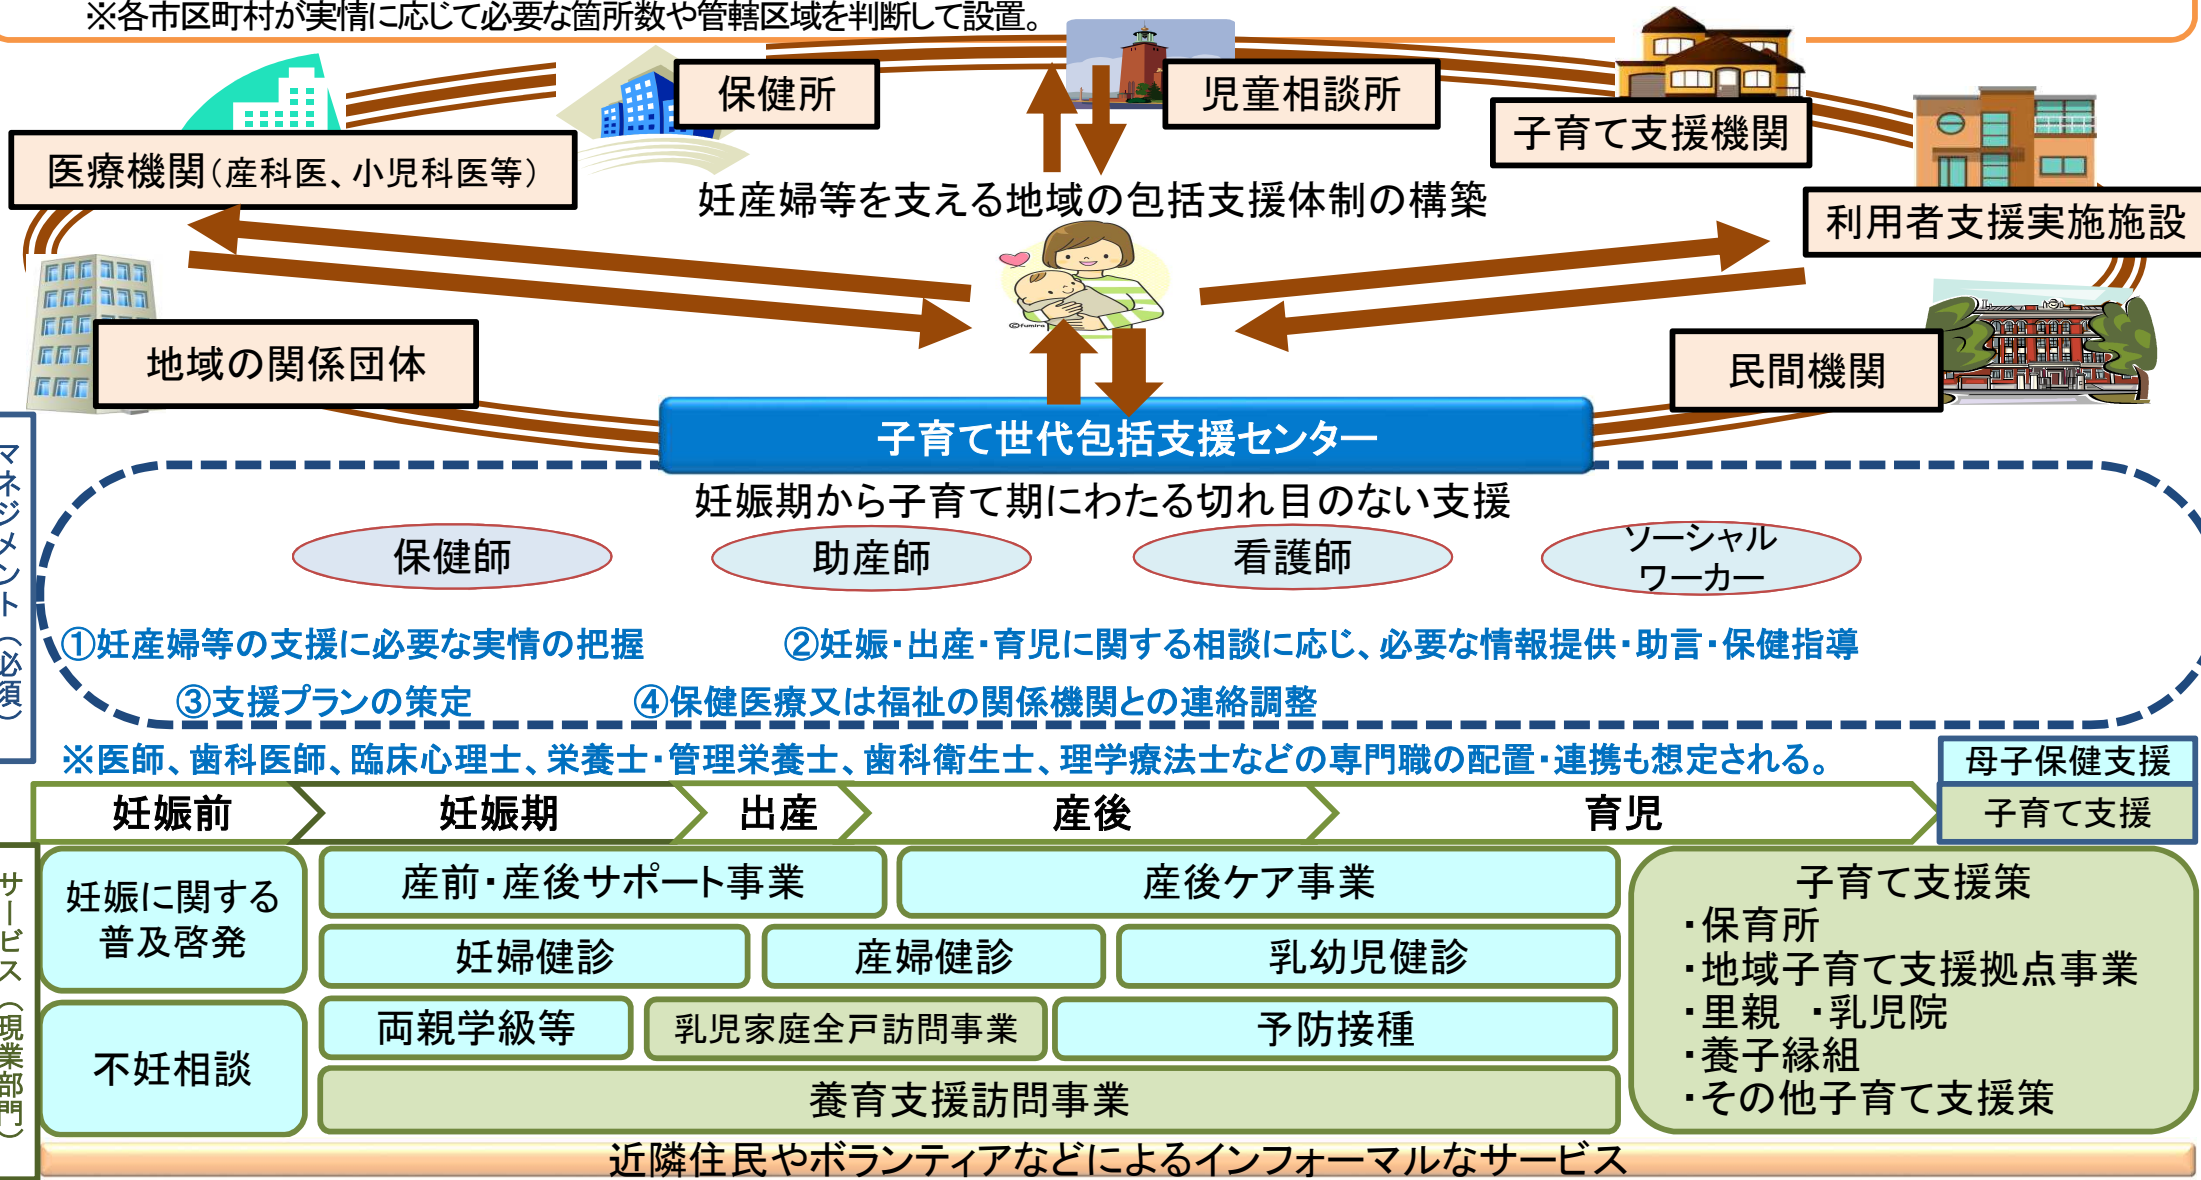 ※各市区町村が実情に応じて必要な箇所数や管轄区域を判断して設置。
保健所
児童相談所
子育て支援機関
医療機関(産科医、小児科医等)
妊産婦等を支える地域の包括支援体制の構築
利用者支援実施施設
©fumira
地域の関係団体
民間機関
子育て世代包括支援センター
マネジメント(必須)
妊娠期から子育て期にわたる切れ目のない支援
保健師
助産師
看護師
ソーシャル
ワーカー
①妊産婦等の支援に必要な実情の把握
②妊娠・出産・育児に関する相談に応じ、必要な情報提供・助言・保健指導
③支援プランの策定
④保健医療又は福祉の関係機関との連絡調整
※医師、歯科医師、臨床心理士、栄養士・管理栄養士、歯科衛生士、理学療法士などの専門職の配置・連携も想定される。
母子保健支援
子育て支援
妊娠前
妊娠期
出産
産後
育児
サービス(現業部門)
妊娠に関する
普及啓発
産前・産後サポート事業
産後ケア事業
妊婦健診
産婦健診
乳幼児健診
不妊相談
両親学級等
乳児家庭全戸訪問事業
予防接種
養育支援訪問事業
子育て支援策
・保育所
・地域子育て支援拠点事業
・里親 ・乳児院
・養子縁組
・その他子育て支援策
近隣住民やボランティアなどによるインフォーマルなサービス